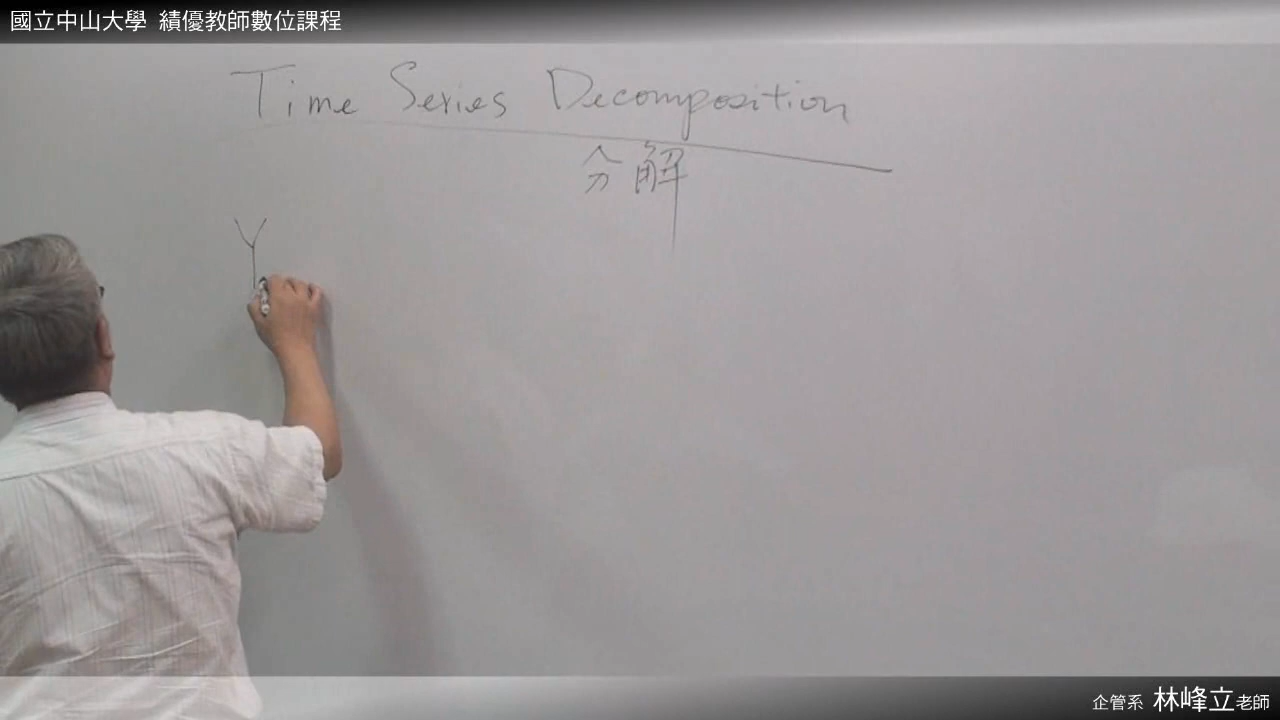 國立中山大學 績優教師數位課程
Time Series Decomposition
分解
Y
企管系 林峰立老師